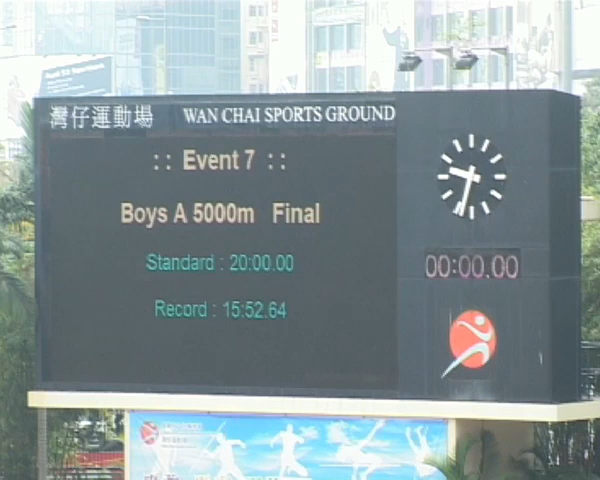 灣仔運動場 WAN CHAI SPORTS GROUND
:: Event 7 ::
Boys A 5000m Final
Standard : 20:00.00
Record : 15:52.64
00:00.00